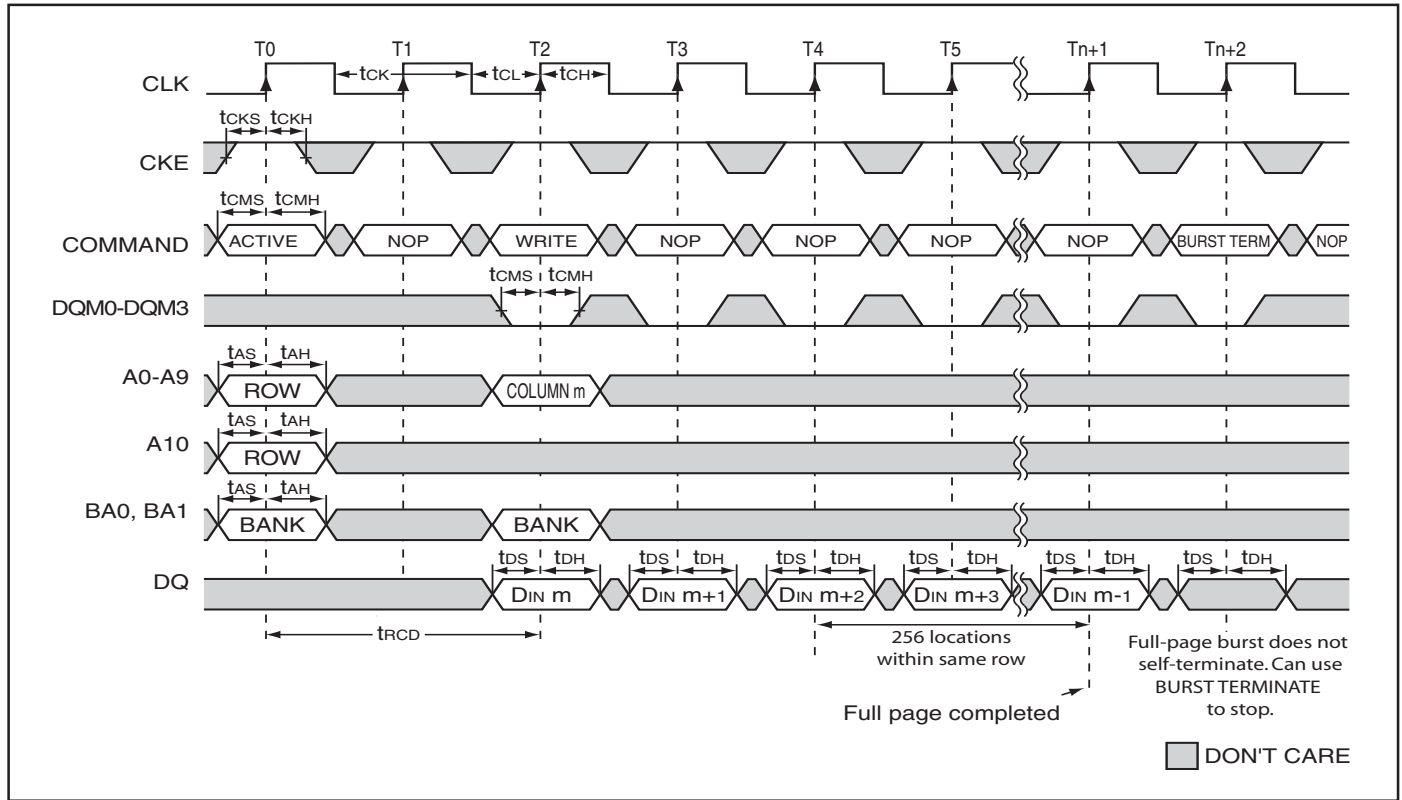 T0 T1 T2 T3 T4 T5 Tn+1 Tn+2
CLK tCK tCL tCH
tCKS tCKH
CKE
tCMS tCMH
COMMAND ACTIVE NOP WRITE NOP NOP NOP NOP BURST TERM NOP
tCMS tCMH
DQM0-DQM3
tAS tAH
A0-A9 ROW COLUMN m
tAS tAH
A10 ROW
tAS tAH
BA0, BA1 BANK BANK
tDS tDH tDS tDH tDS tDH tDS tDH tDS tDH tDS tDH
DQ DIN m DIN m+1 DIN m+2 DIN m+3 DIN m-1
tRCD
256 locations
within same row
Full page completed
Full-page burst does not
self-terminate. Can use
BURST TERMINATE
to stop.
DON'T CARE